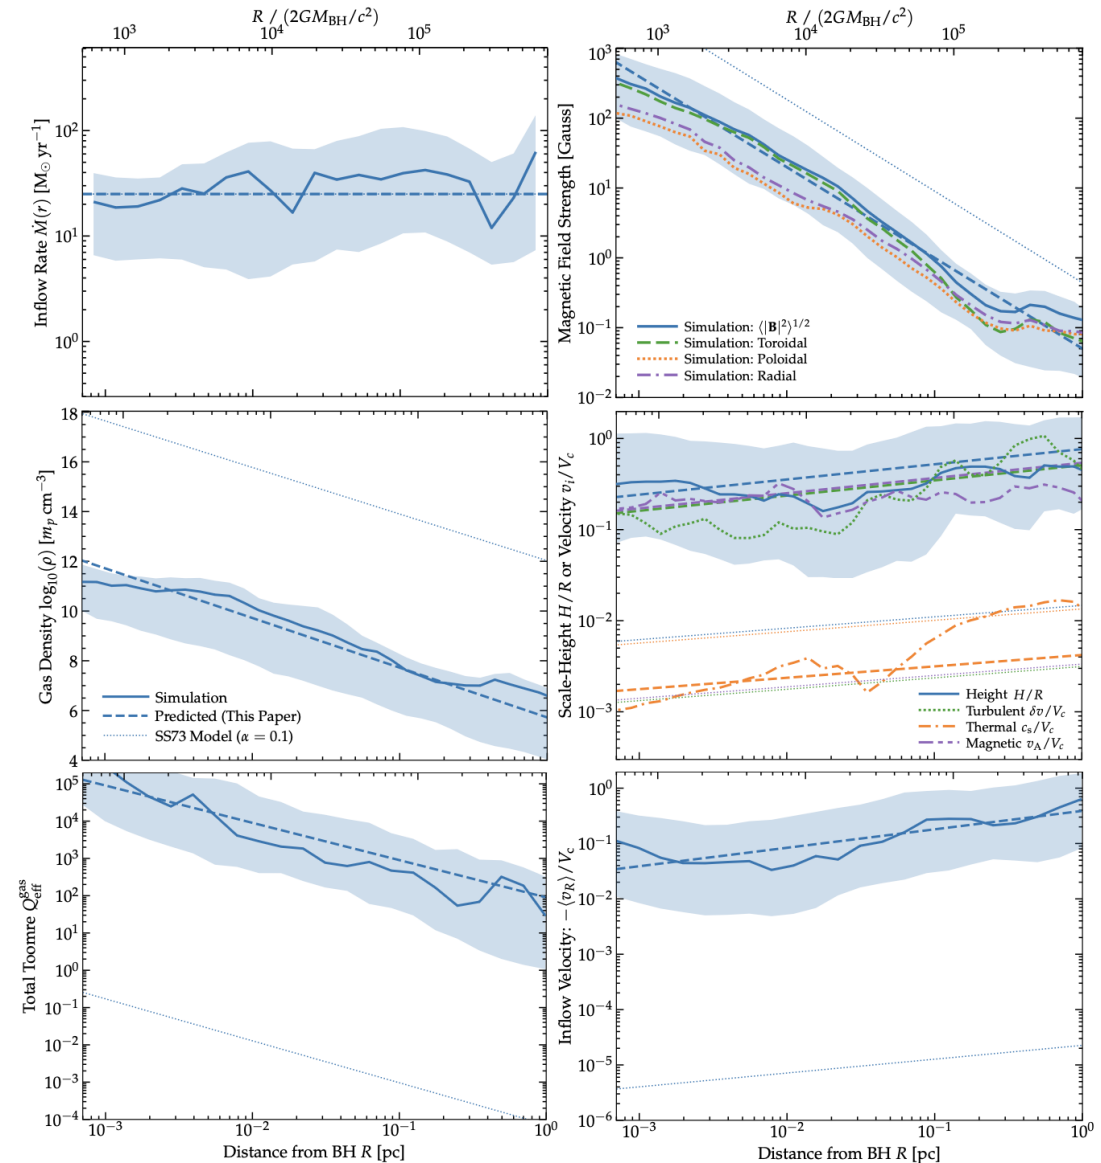 R / (2GM_BH/c²)
10³ 10⁴ 10⁵
Inflow Rate Ṁ(r) [M⊙ yr⁻¹]
10²
10¹
10⁰
R / (2GM_BH/c²)
10³ 10⁴ 10⁵
Magnetic Field Strength [Gauss]
10³
10²
10¹
10⁰
10⁻¹
10⁻²
Simulation: ⟨|B|²⟩^1/2
Simulation: Toroidal
Simulation: Poloidal
Simulation: Radial
Gas Density log₁₀(ρ) [m_p cm⁻³]
18
16
14
12
10
8
6
4
Simulation
Predicted (This Paper)
SS73 Model (α = 0.1)
Scale-Height H/R or Velocity v_i/V_c
10⁰
10⁻¹
10⁻²
10⁻³
Height H/R
Turbulent δv/V_c
Thermal c_s/V_c
Magnetic v_A/V_c
Total Toomre Q_eff^gas
10⁵
10⁴
10³
10²
10¹
10⁰
10⁻¹
10⁻²
10⁻³
10⁻⁴
10⁻³ 10⁻² 10⁻¹ 10⁰
Distance from BH R [pc]
Inflow Velocity: −⟨v_R⟩/V_c
10⁰
10⁻¹
10⁻²
10⁻³
10⁻⁴
10⁻⁵
10⁻⁶
10⁻³ 10⁻² 10⁻¹ 10⁰
Distance from BH R [pc]